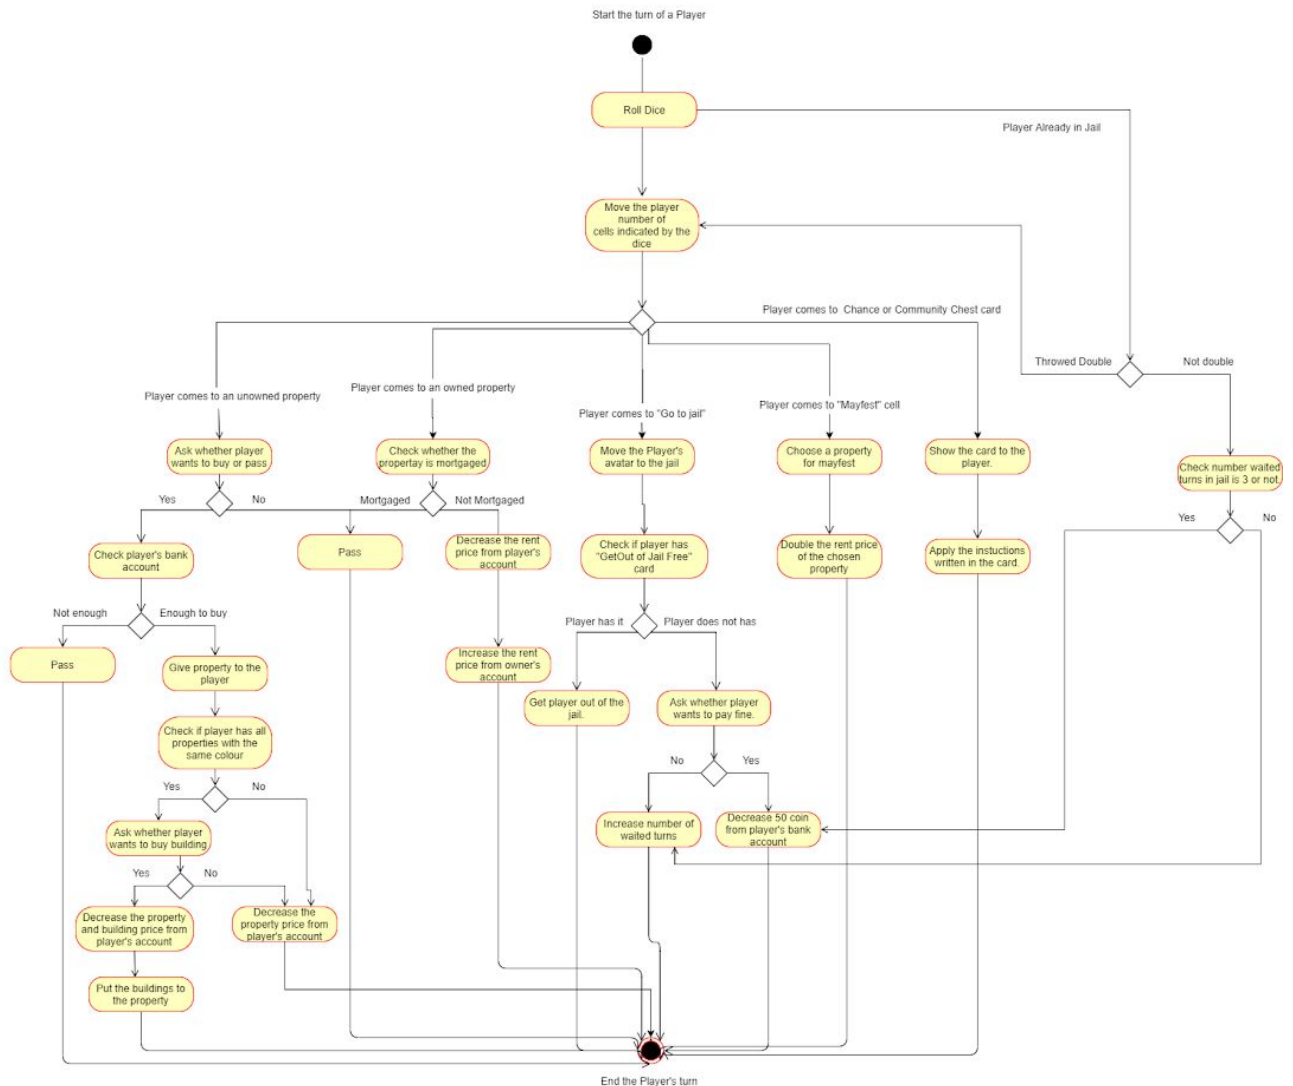 Start the turn of a Player
Roll Dice
Player Already in Jail
Move the player
number of
cells indicated by the
dice
Player comes to  Chance or Community Chest card
Throwed Double
Not double
Player comes to an unowned property
Player comes to an owned property
Player comes to "Go to jail"
Player comes to "Mayfest" cell
Ask whether player
wants to buy or pass
Check whether the
propertay is mortgaged
Move the Player's
avatar to the jail
Choose a property
for mayfest
Show the card to the
player.
Check number waited
turns in jail is 3 or not.
Yes
No
Mortgaged
Not Mortgaged
Yes
No
Check player's bank
account
Pass
Decrease the rent
price from player's
account
Check if player has
"GetOut of Jail Free"
card
Double the rent price
of the chosen
property
Apply the instuctions
written in the card.
Not enough
Enough to buy
Player has it
Player does not has
Pass
Give property to the
player
Increase the rent
price from owner's
account
Get player out of the
jail.
Ask whether player
wants to pay fine.
Check if player has all
properties with the
same colour
No
Yes
Yes
No
Ask whether player
wants to buy building
Increase number of
waited turns
Decrease 50 coin
from player's bank
account
Yes
No
Decrease the property
and building price from
player's account
Decrease the
property price from
player's account
Put the buildings to
the property
End the Player's turn